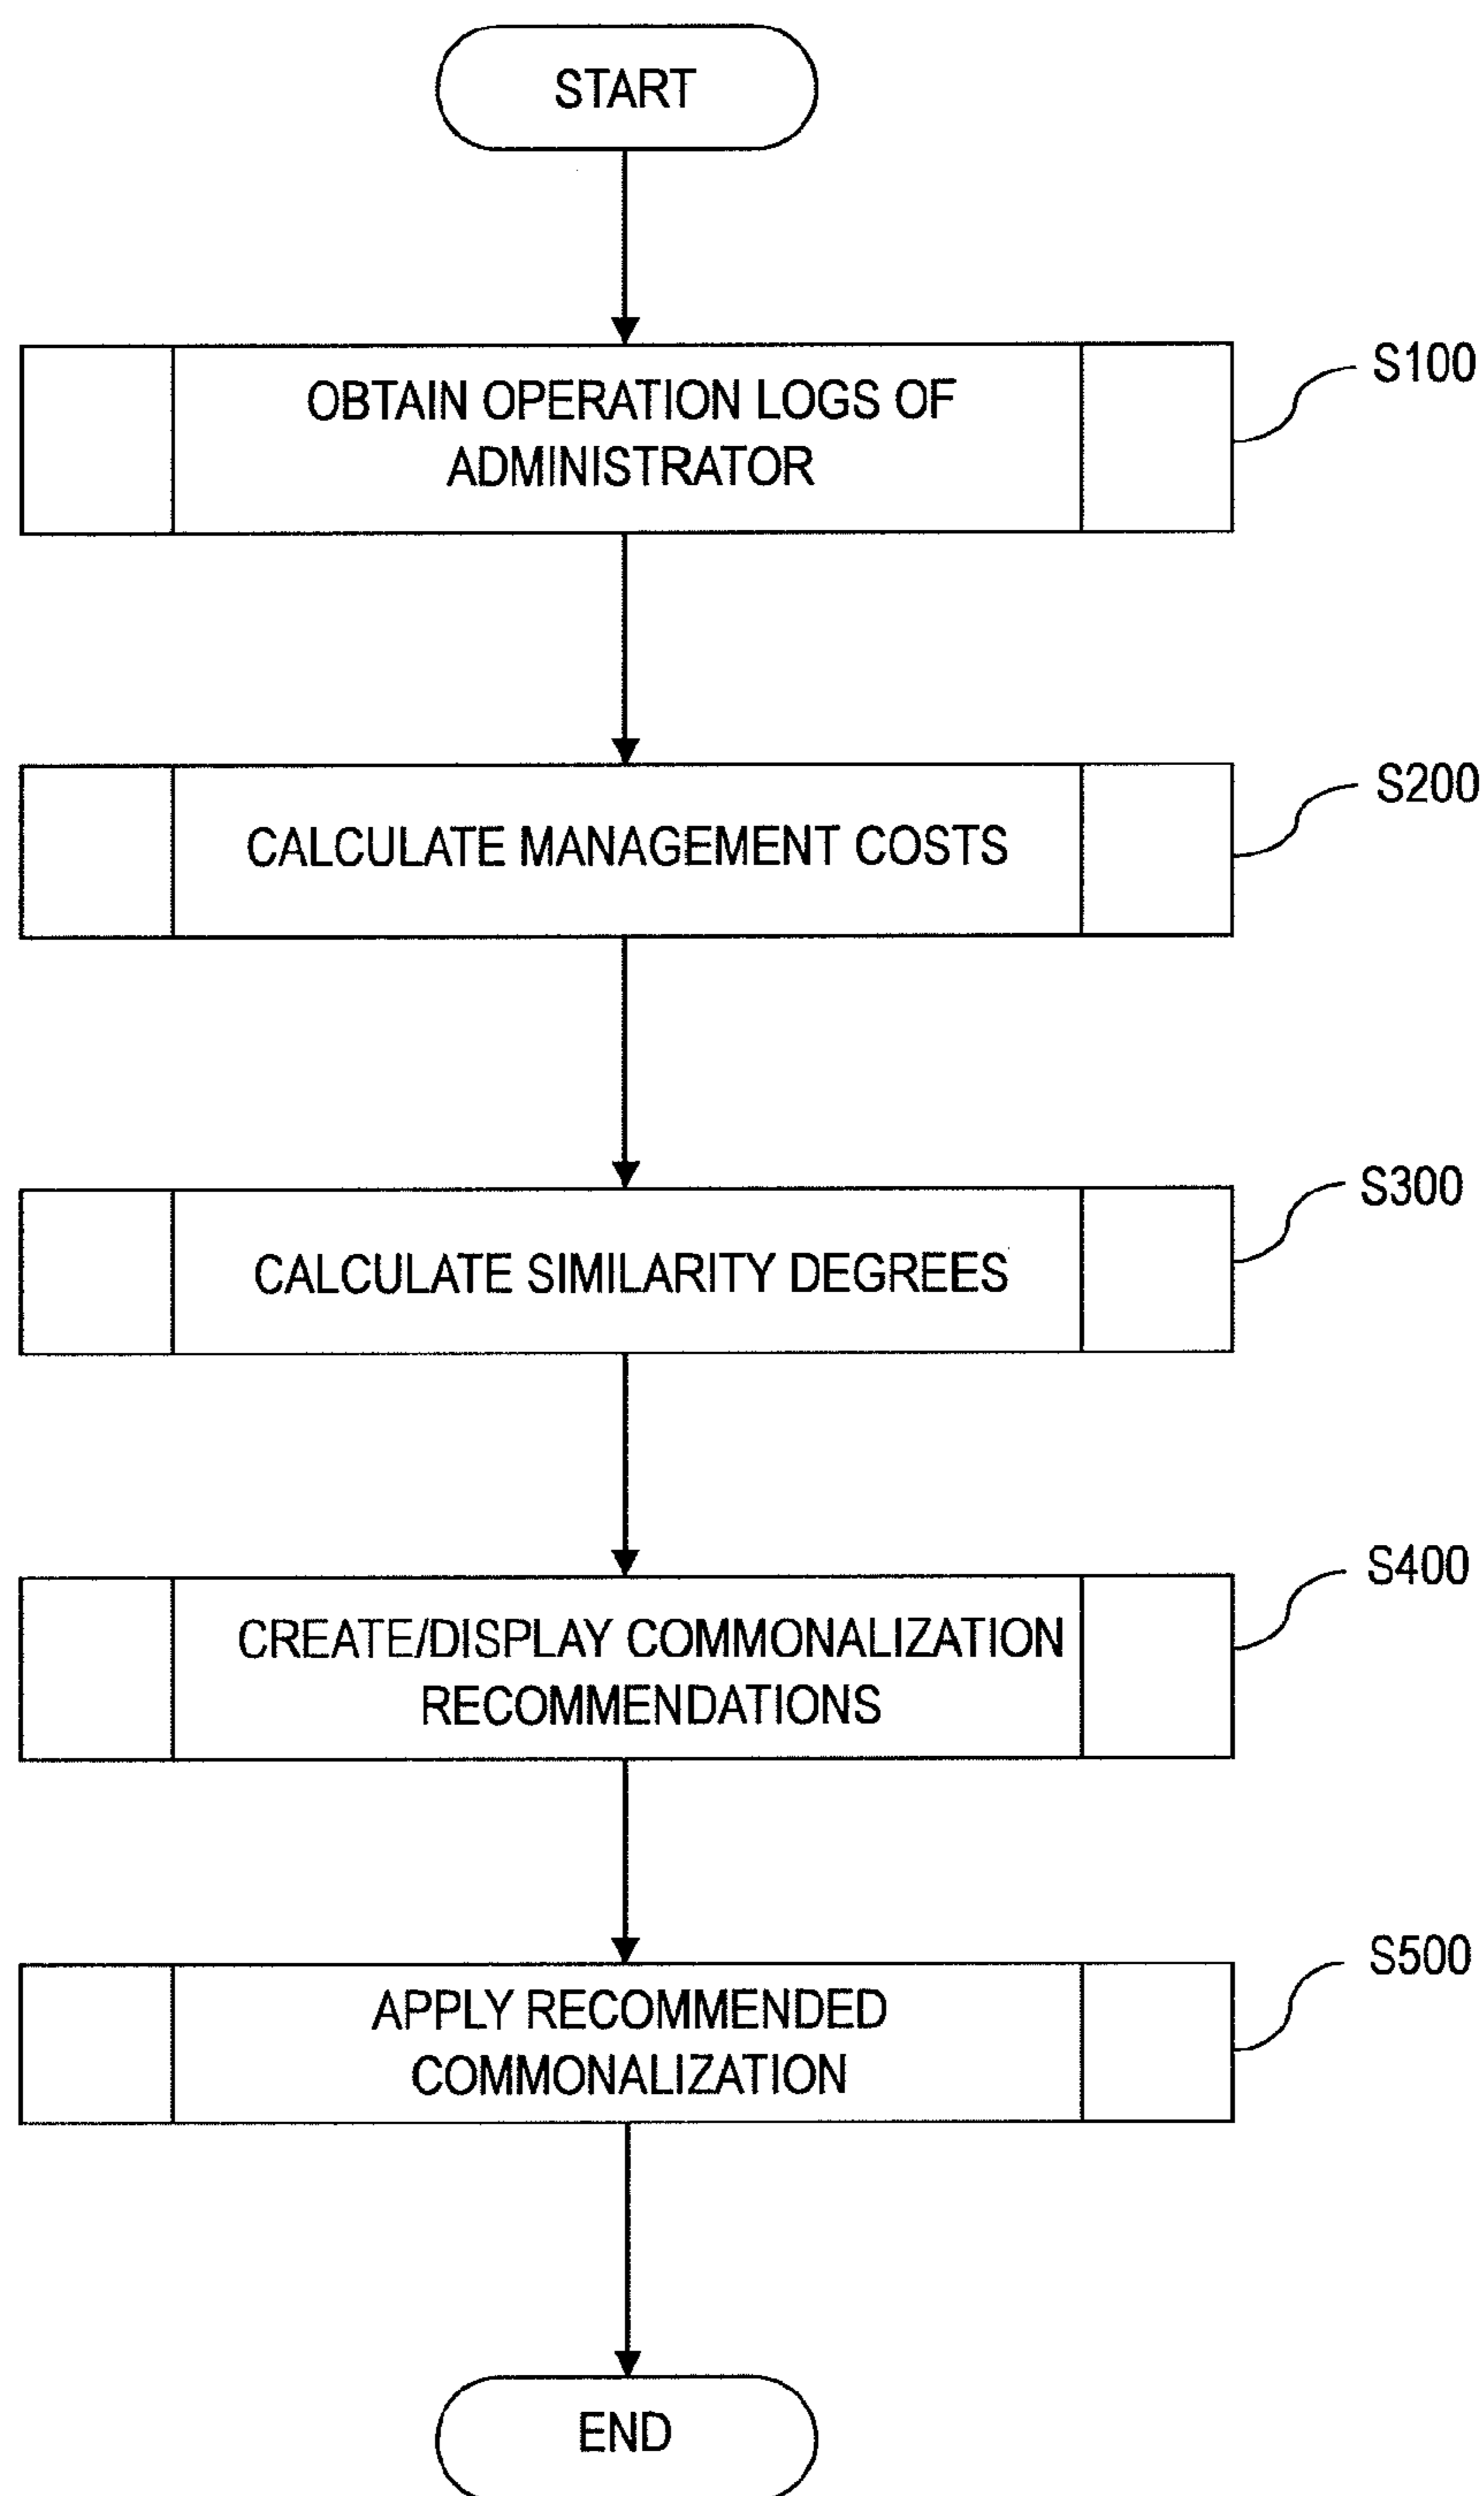 START
OBTAIN OPERATION LOGS OF
ADMINISTRATOR
S100
CALCULATE MANAGEMENT COSTS
S200
CALCULATE SIMILARITY DEGREES
S300
CREATE/DISPLAY COMMONALIZATION
RECOMMENDATIONS
S400
APPLY RECOMMENDED
COMMONALIZATION
S500
END